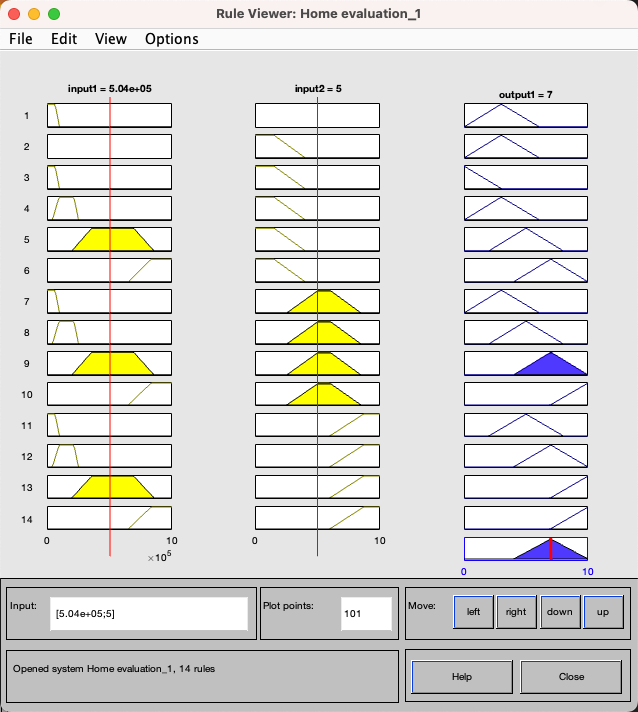 Rule Viewer: Home evaluation_1
File Edit View Options
input1 = 5.04e+05 input2 = 5 output1 = 7
1
2
3
4
5
6
7
8
9
10
11
12
13
14
0 10 0 10
×10^5
0 10
Input: [5.04e+05;5] Plot points: 101 Move: left right down up
Opened system Home evaluation_1, 14 rules
Help Close